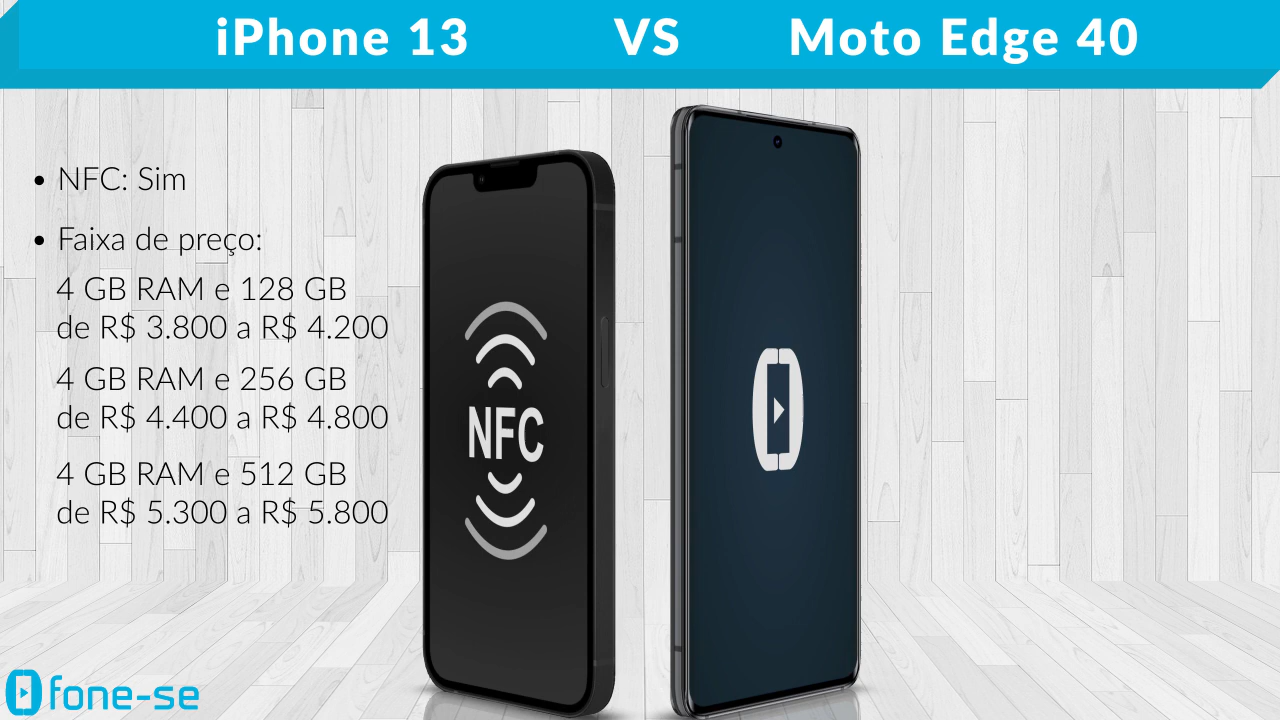 iPhone 13 VS Moto Edge 40
• NFC: Sim
• Faixa de preço:
4 GB RAM e 128 GB
de R$ 3.800 a R$ 4.200
4 GB RAM e 256 GB
de R$ 4.400 a R$ 4.800
4 GB RAM e 512 GB
de R$ 5.300 a R$ 5.800
NFC
fone-se